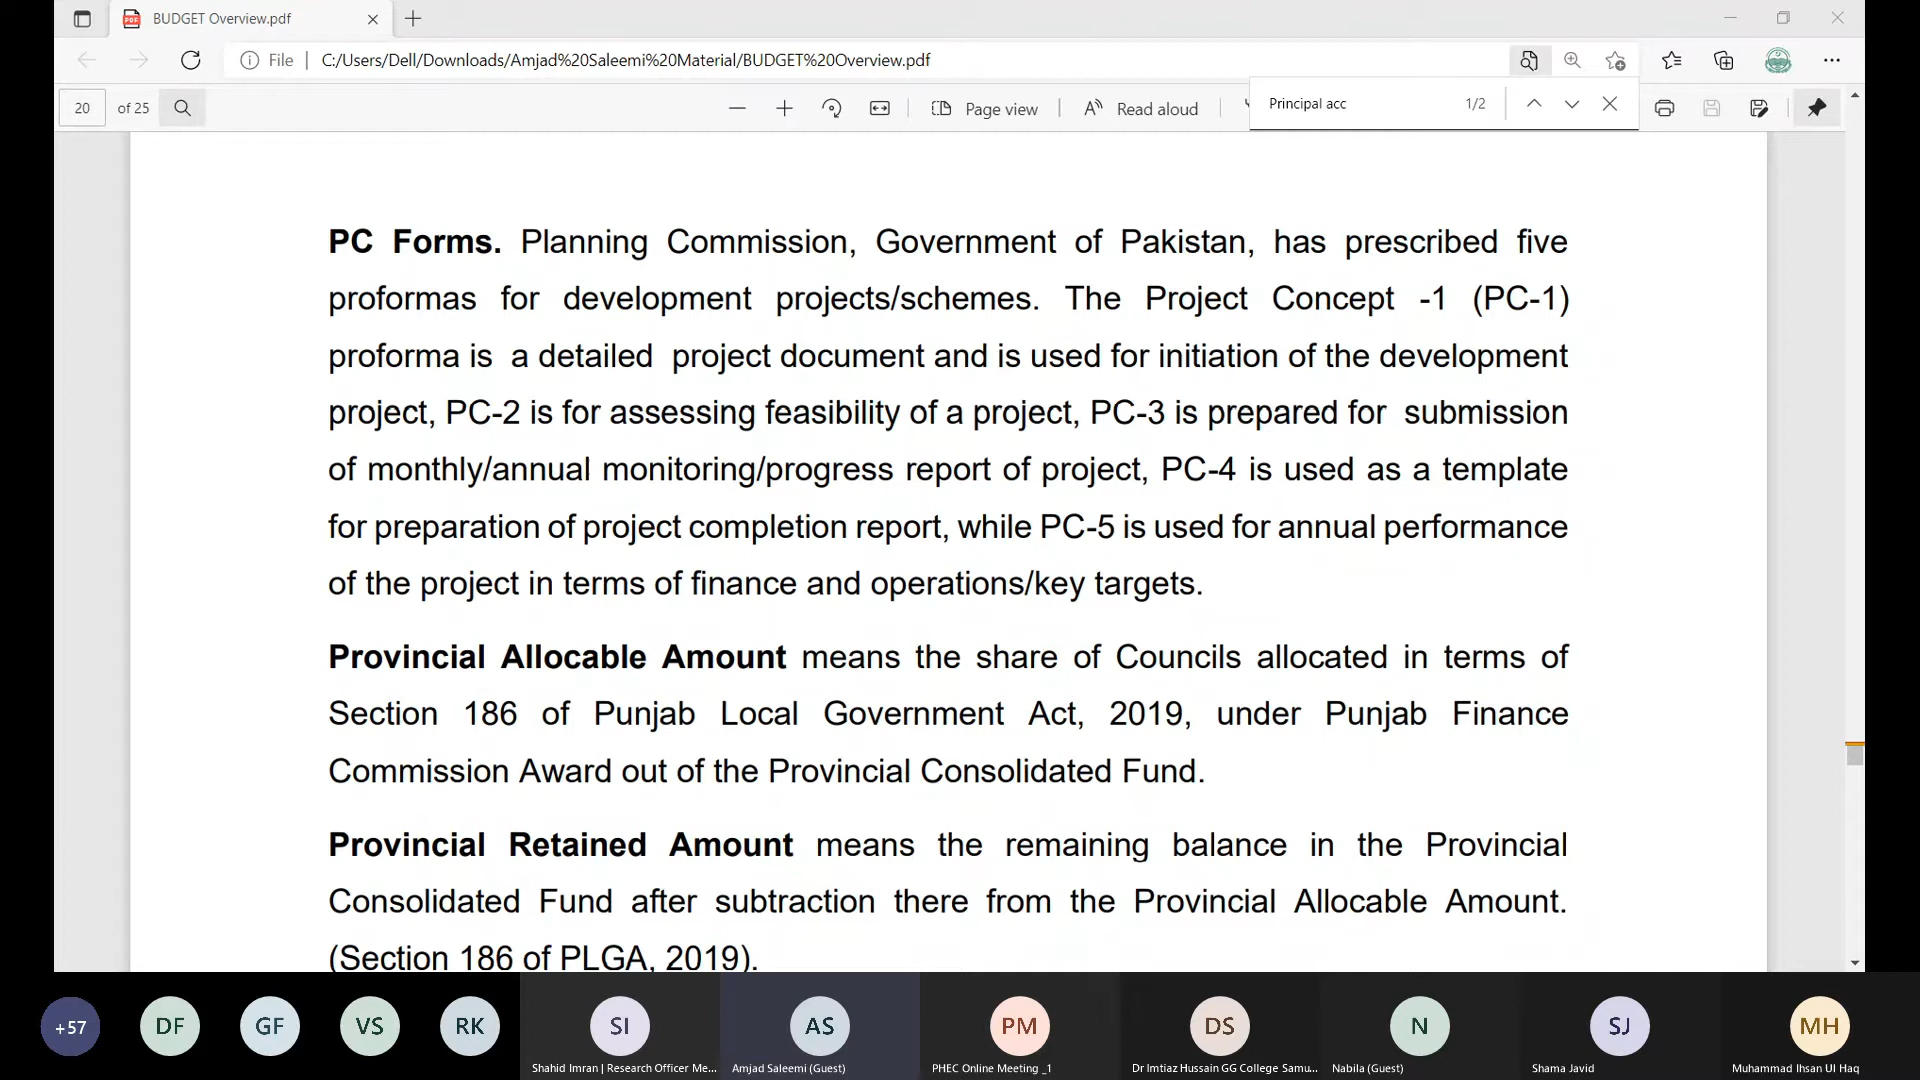 BUDGET Overview.pdf
File C:/Users/Dell/Downloads/Amjad%20Saleemi%20Material/BUDGET%20Overview.pdf
20 of 25 Page view Read aloud Principal acc 1/2
PC Forms. Planning Commission, Government of Pakistan, has prescribed five
proformas for development projects/schemes. The Project Concept -1 (PC-1)
proforma is a detailed project document and is used for initiation of the development
project, PC-2 is for assessing feasibility of a project, PC-3 is prepared for submission
of monthly/annual monitoring/progress report of project, PC-4 is used as a template
for preparation of project completion report, while PC-5 is used for annual performance
of the project in terms of finance and operations/key targets.
Provincial Allocable Amount means the share of Councils allocated in terms of
Section 186 of Punjab Local Government Act, 2019, under Punjab Finance
Commission Award out of the Provincial Consolidated Fund.
Provincial Retained Amount means the remaining balance in the Provincial
Consolidated Fund after subtraction there from the Provincial Allocable Amount.
(Section 186 of PLGA, 2019).
+57 DF GF VS RK SI AS PM DS N SJ MH
Shahid Imran | Research Officer Me... Amjad Saleemi (Guest) PHEC Online Meeting _1 Dr Imtiaz Hussain GG College Samu... Nabila (Guest) Shama Javid Muhammad Ihsan Ul Haq